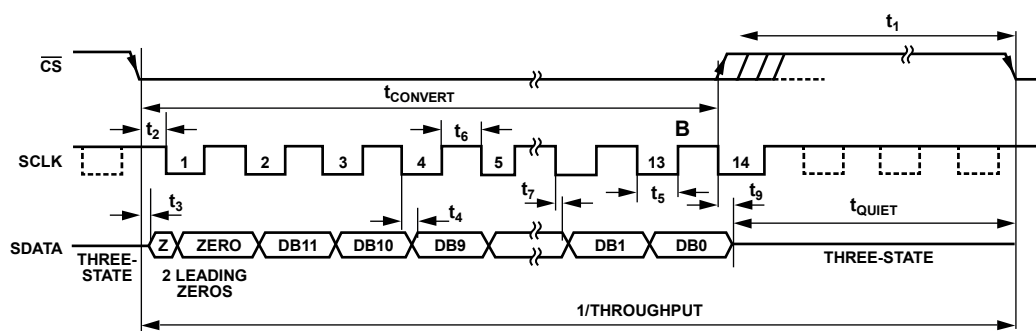 t1
CS
tCONVERT
t2
t6
B
SCLK
1
2
3
4
5
13
14
t7
t5
t9
t3
t4
tQUIET
SDATA
Z
ZERO
DB11
DB10
DB9
DB1
DB0
THREE-
STATE
2 LEADING
ZEROS
THREE-STATE
1/THROUGHPUT